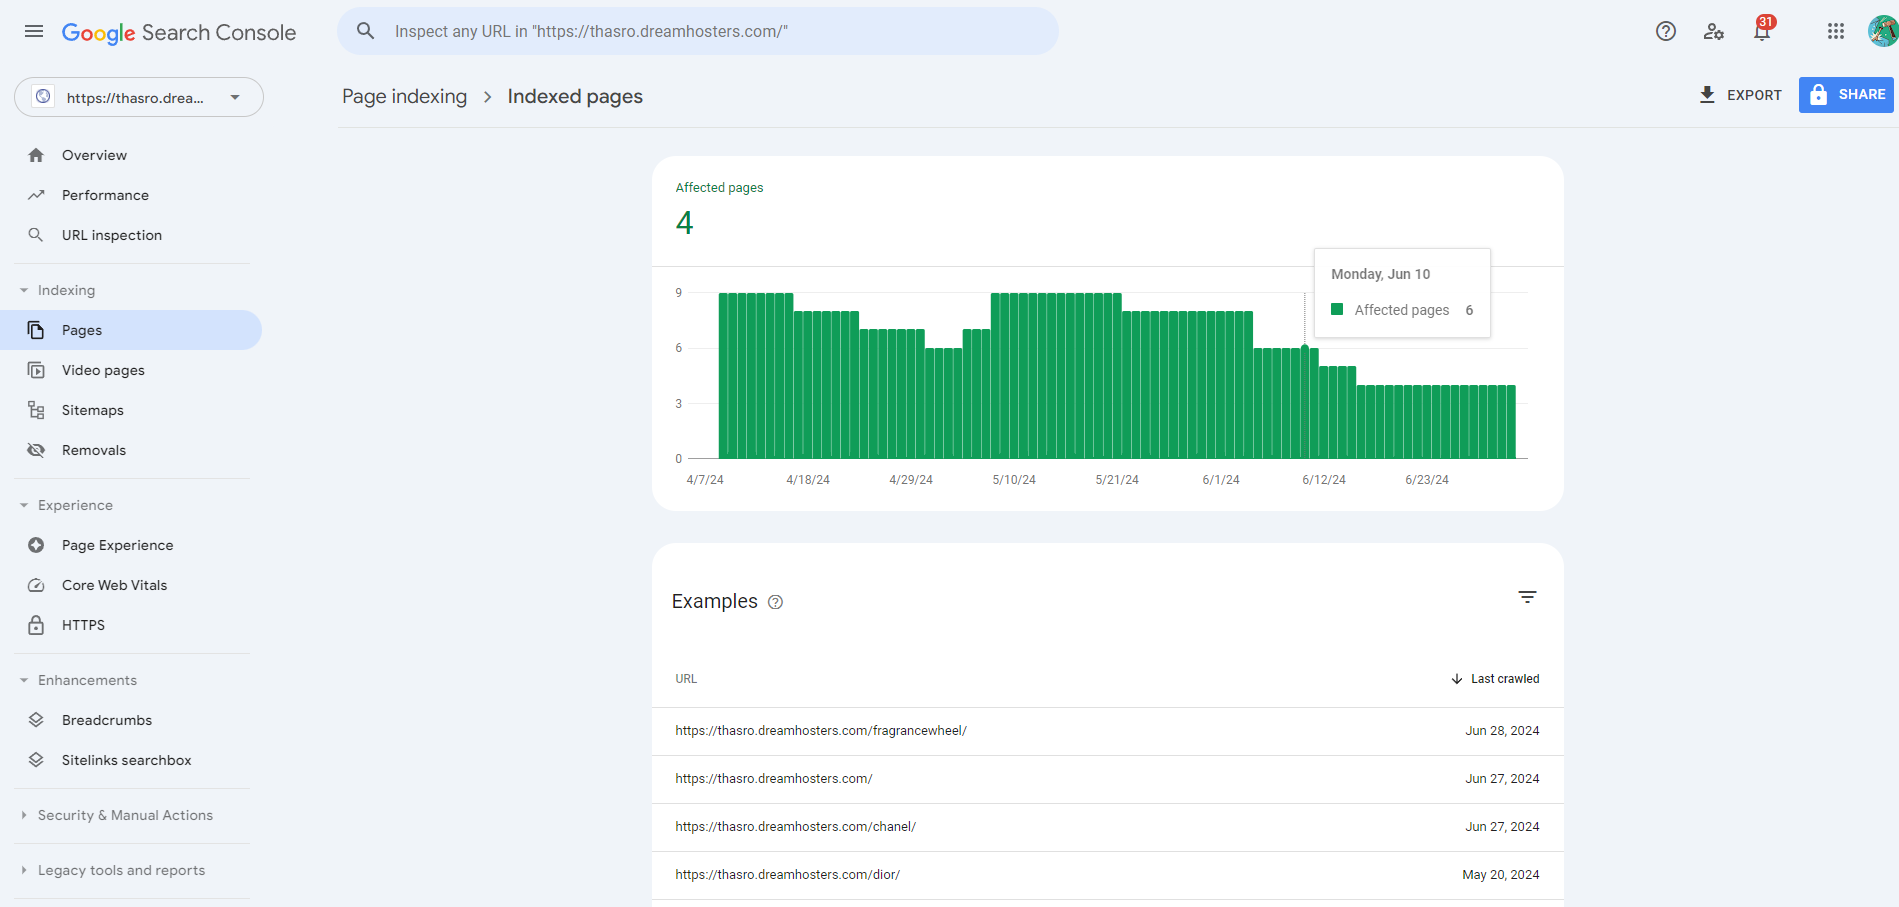 Google Search Console
Inspect any URL in "https://thasro.dreamhosters.com/"
31
https://thasro.drea...
Page indexing > Indexed pages
EXPORT
SHARE
Overview
Performance
URL inspection
Indexing
Pages
Video pages
Sitemaps
Removals
Experience
Page Experience
Core Web Vitals
HTTPS
Enhancements
Breadcrumbs
Sitelinks searchbox
Security & Manual Actions
Legacy tools and reports
Affected pages
4
Monday, Jun 10
Affected pages 6
9
6
3
0
4/7/24 4/18/24 4/29/24 5/10/24 5/21/24 6/1/24 6/12/24 6/23/24
Examples
URL Last crawled
https://thasro.dreamhosters.com/fragrancewheel/ Jun 28, 2024
https://thasro.dreamhosters.com/ Jun 27, 2024
https://thasro.dreamhosters.com/chanel/ Jun 27, 2024
https://thasro.dreamhosters.com/dior/ May 20, 2024